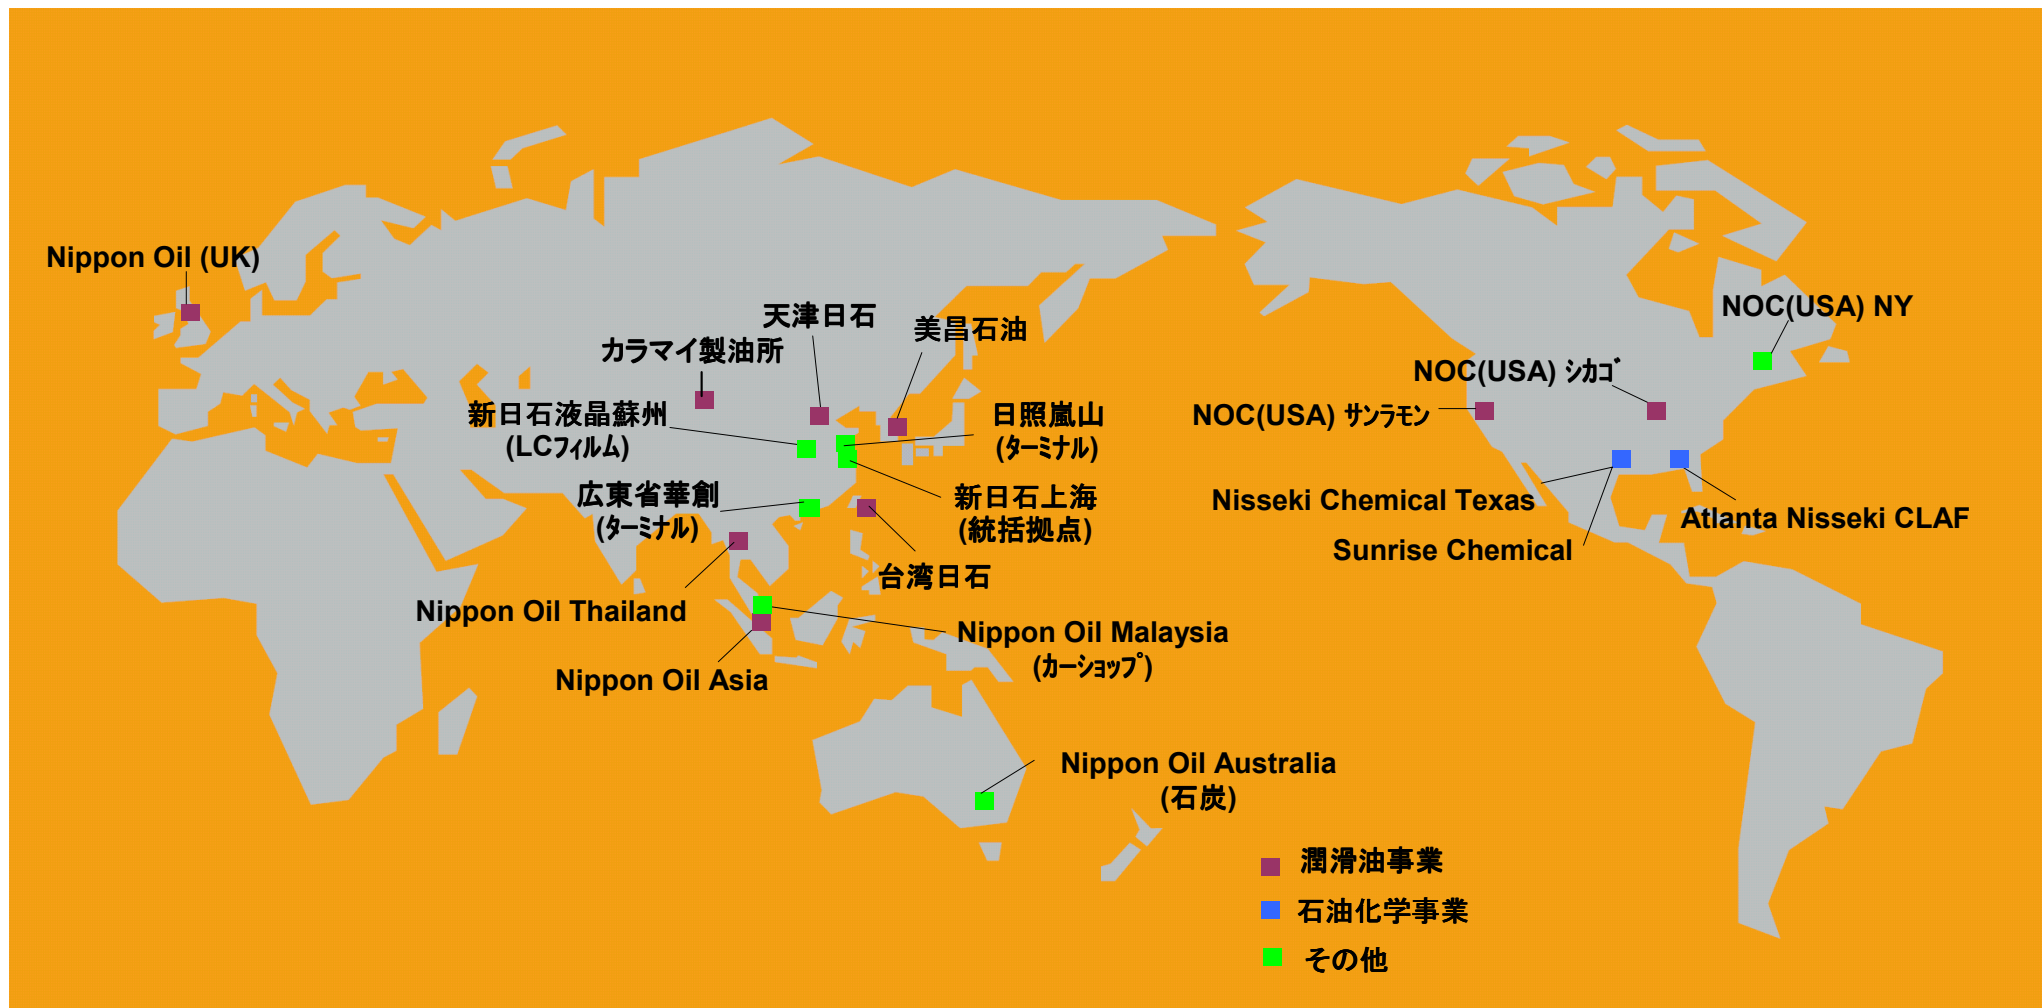 Nippon Oil (UK)
天津日石
美昌石油
カラマイ製油所
新日石液晶蘇州
(LCフィルム)
日照嵐山
(ターミナル)
広東省華創
(ターミナル)
新日石上海
(統括拠点)
台湾日石
Nippon Oil Thailand
Nippon Oil Asia
Nippon Oil Malaysia
(カーショップ)
Nippon Oil Australia
(石炭)
NOC(USA) NY
NOC(USA) シカゴ
NOC(USA) サンラモン
Nisseki Chemical Texas
Atlanta Nisseki CLAF
Sunrise Chemical
潤滑油事業
石油化学事業
その他